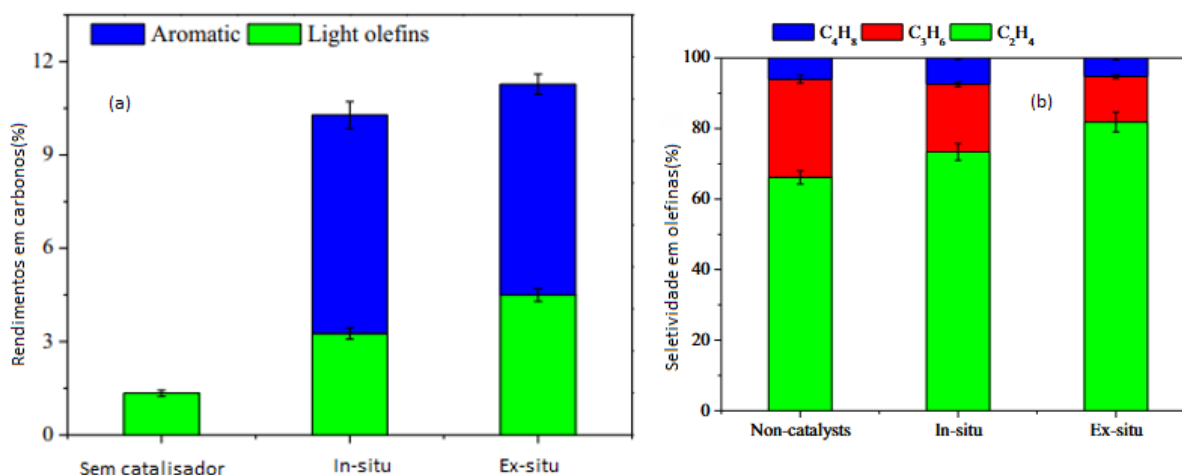 Aromatic Light olefins
(a)
Rendimentos em carbonos(%)
12
9
6
3
0
Sem catalisador In-situ Ex-situ
C₄H₈ C₃H₆ C₂H₄
(b)
Seletividade em olefinas(%)
100
80
60
40
20
0
Non-catalysts In-situ Ex-situ